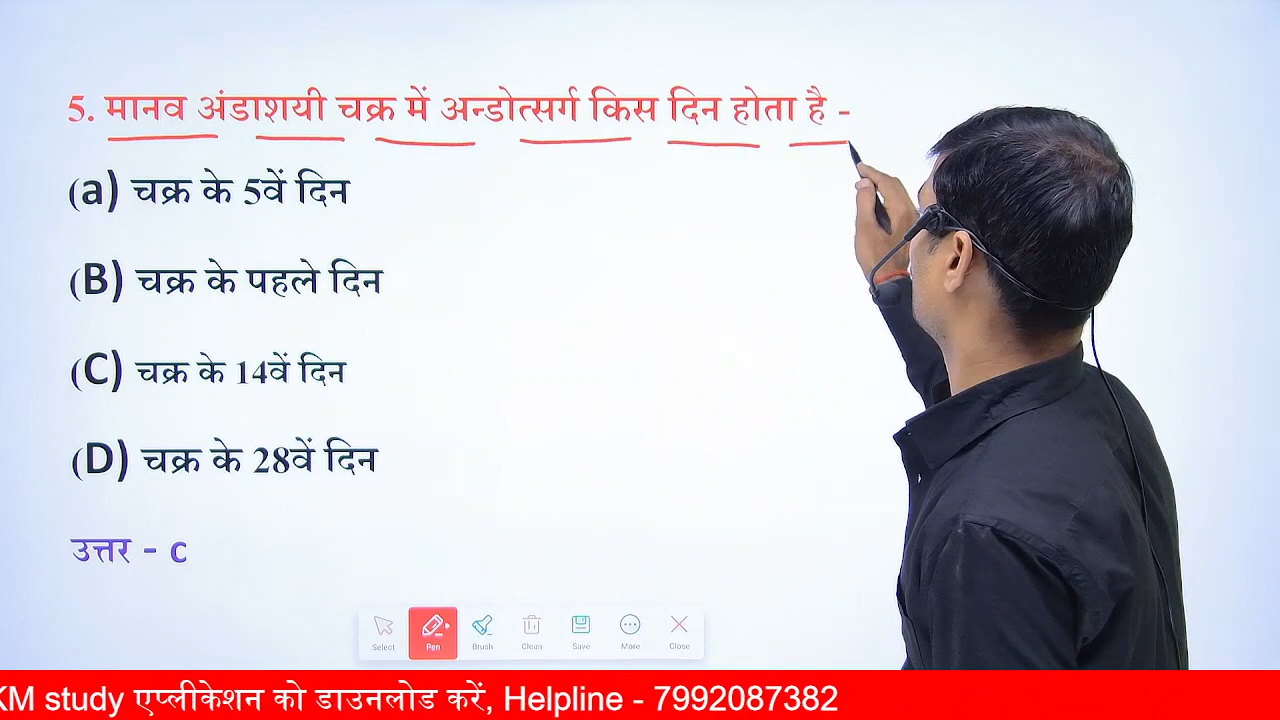 5. मानव अंडाशयी चक्र में अन्डोत्सर्ग किस दिन होता है -
(a) चक्र के 5वें दिन
(B) चक्र के पहले दिन
(C) चक्र के 14वें दिन
(D) चक्र के 28वें दिन
उत्तर - c
Select Pen Brush Clean Save More Close
KM study एप्लीकेशन को डाउनलोड करें, Helpline - 7992087382